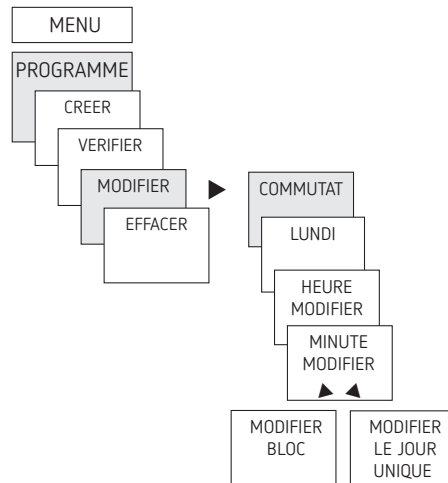 MENU
PROGRAMME
CREER
VERIFIER
MODIFIER
EFFACER
COMMUTAT
LUNDI
HEURE
MODIFIER
MINUTE
MODIFIER
MODIFIER
BLOC
MODIFIER
LE JOUR
UNIQUE